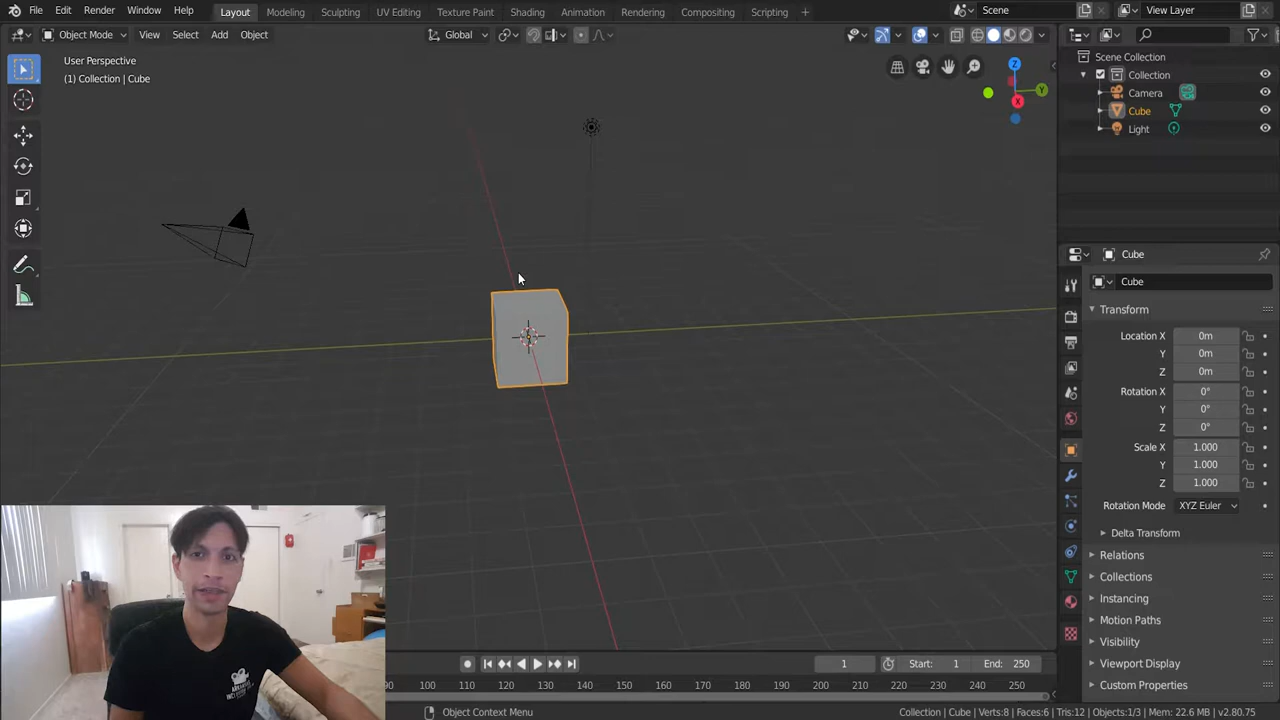 File Edit Render Window Help Layout Modeling Sculpting UV Editing Texture Paint Shading Animation Rendering Compositing Scripting + Scene View Layer
Object Mode View Select Add Object Global
User Perspective
(1) Collection | Cube
Z
Y
X
Scene Collection
Collection
Camera
Cube
Light
Cube
Cube
Transform
Location X 0m
Y 0m
Z 0m
Rotation X 0°
Y 0°
Z 0°
Scale X 1.000
Y 1.000
Z 1.000
Rotation Mode XYZ Euler
Delta Transform
Relations
Collections
Instancing
Motion Paths
Visibility
Viewport Display
Custom Properties
1 Start: 1 End: 250
90 100 110 120 130 140 150 160 170 180 190 200 210 220 230 240 250
Object Context Menu
Collection | Cube | Verts:8 | Faces:6 | Tris:12 | Objects:1/3 | Mem: 22.6 MB | v2.80.75